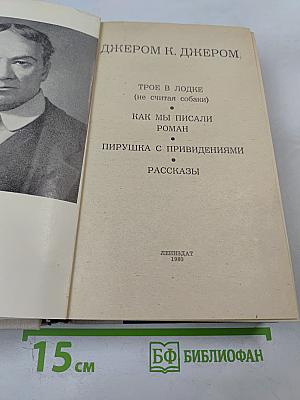 ДЖЕРОМ К. ДЖЕРОМ
ТРОЕ В ЛОДКЕ
(не считая собаки)
КАК МЫ ПИСАЛИ
РОМАН
ПИРУШКА С ПРИВИДЕНИЯМИ
РАССКАЗЫ
ЛЕНИЗДАТ
1980
15 см
БФ БИБЛИОФАН